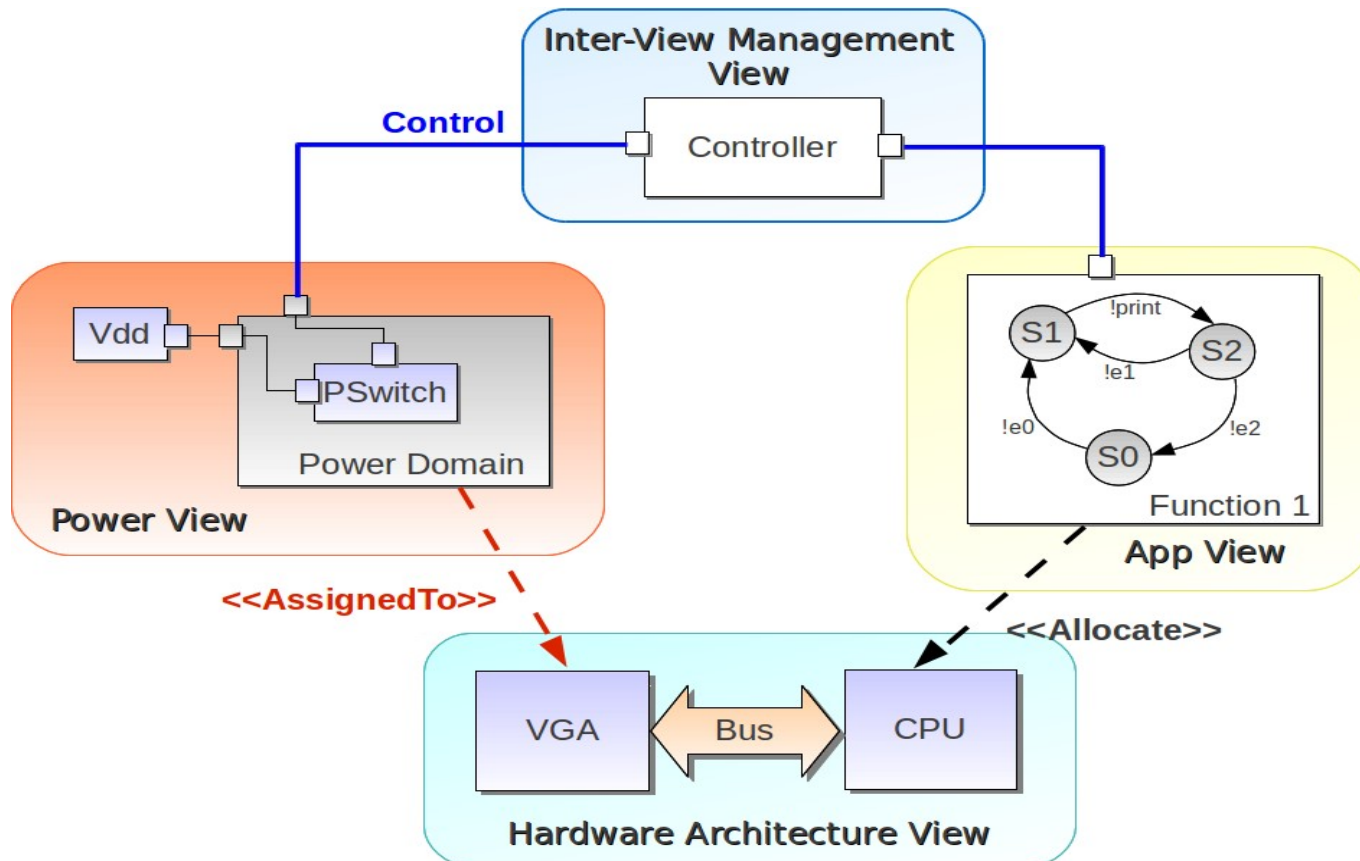 Inter-View Management
View
Control
Controller
Vdd
PSwitch
Power Domain
Power View
!print
S1
S2
!e1
!e0
!e2
S0
Function 1
App View
<<AssignedTo>>
<<Allocate>>
VGA
Bus
CPU
Hardware Architecture View